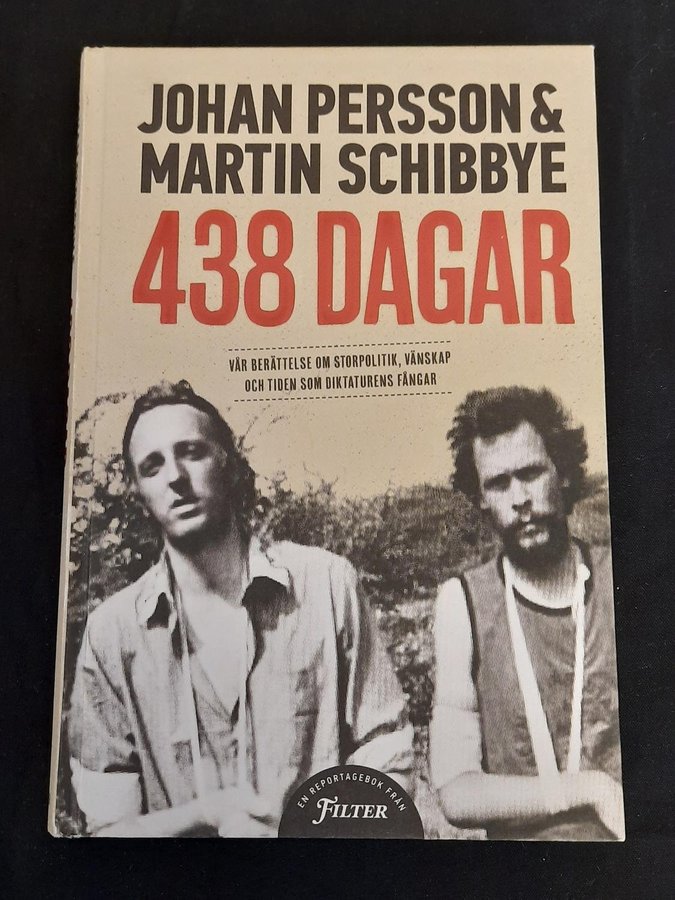 JOHAN PERSSON &
MARTIN SCHIBBYE
438 DAGAR
VÅR BERÄTTELSE OM STORPOLITIK, VÄNSKAP
OCH TIDEN SOM DIKTATURENS FÅNGAR
EN REPORTAGEBOK FRÅN
FILTER